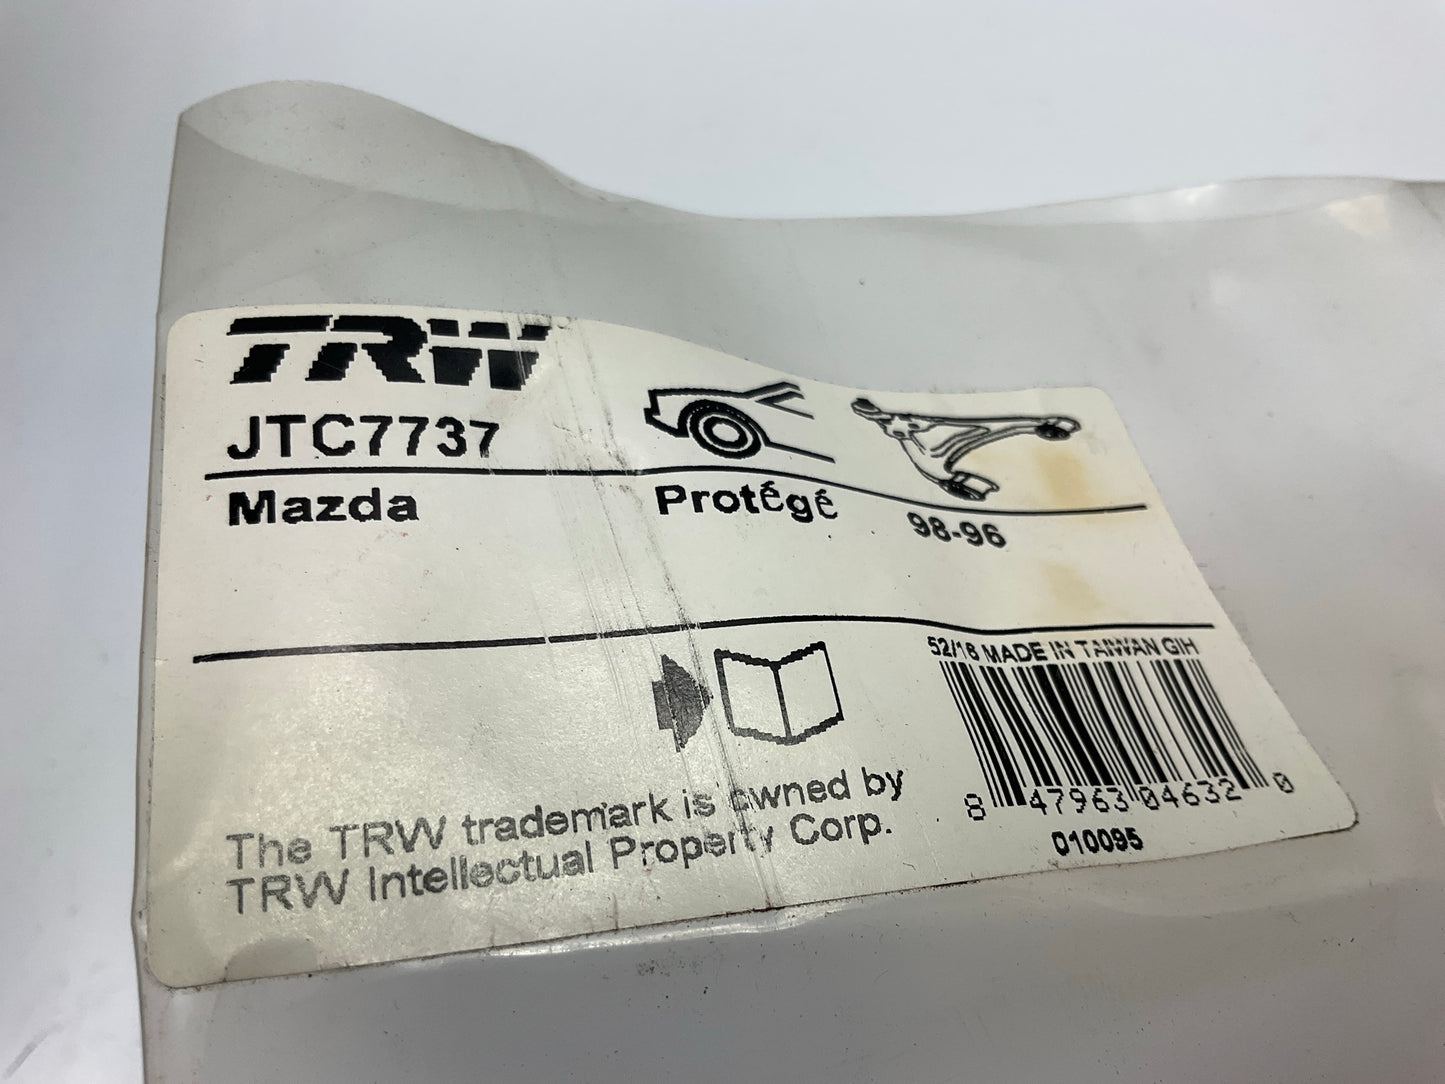 TRW
JTC7737
Mazda Protégé 98-96
52/16 MADE IN TAIWAN GIH
8 47963 04632 0
010095
The TRW trademark is owned by
TRW Intellectual Property Corp.